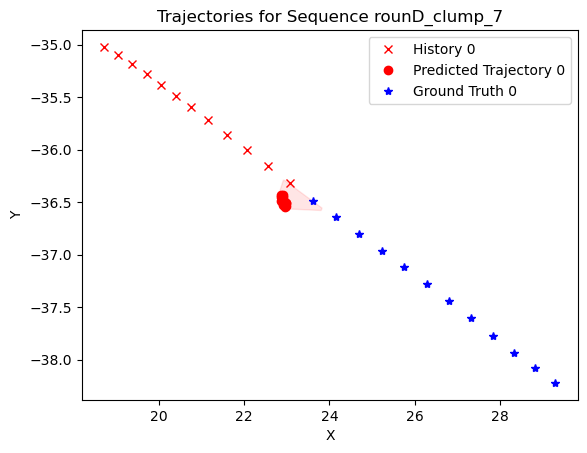 Trajectories for Sequence rounD_clump_7
History 0
Predicted Trajectory 0
Ground Truth 0
−35.0
−35.5
−36.0
−36.5
−37.0
−37.5
−38.0
Y
20
22
24
26
28
X